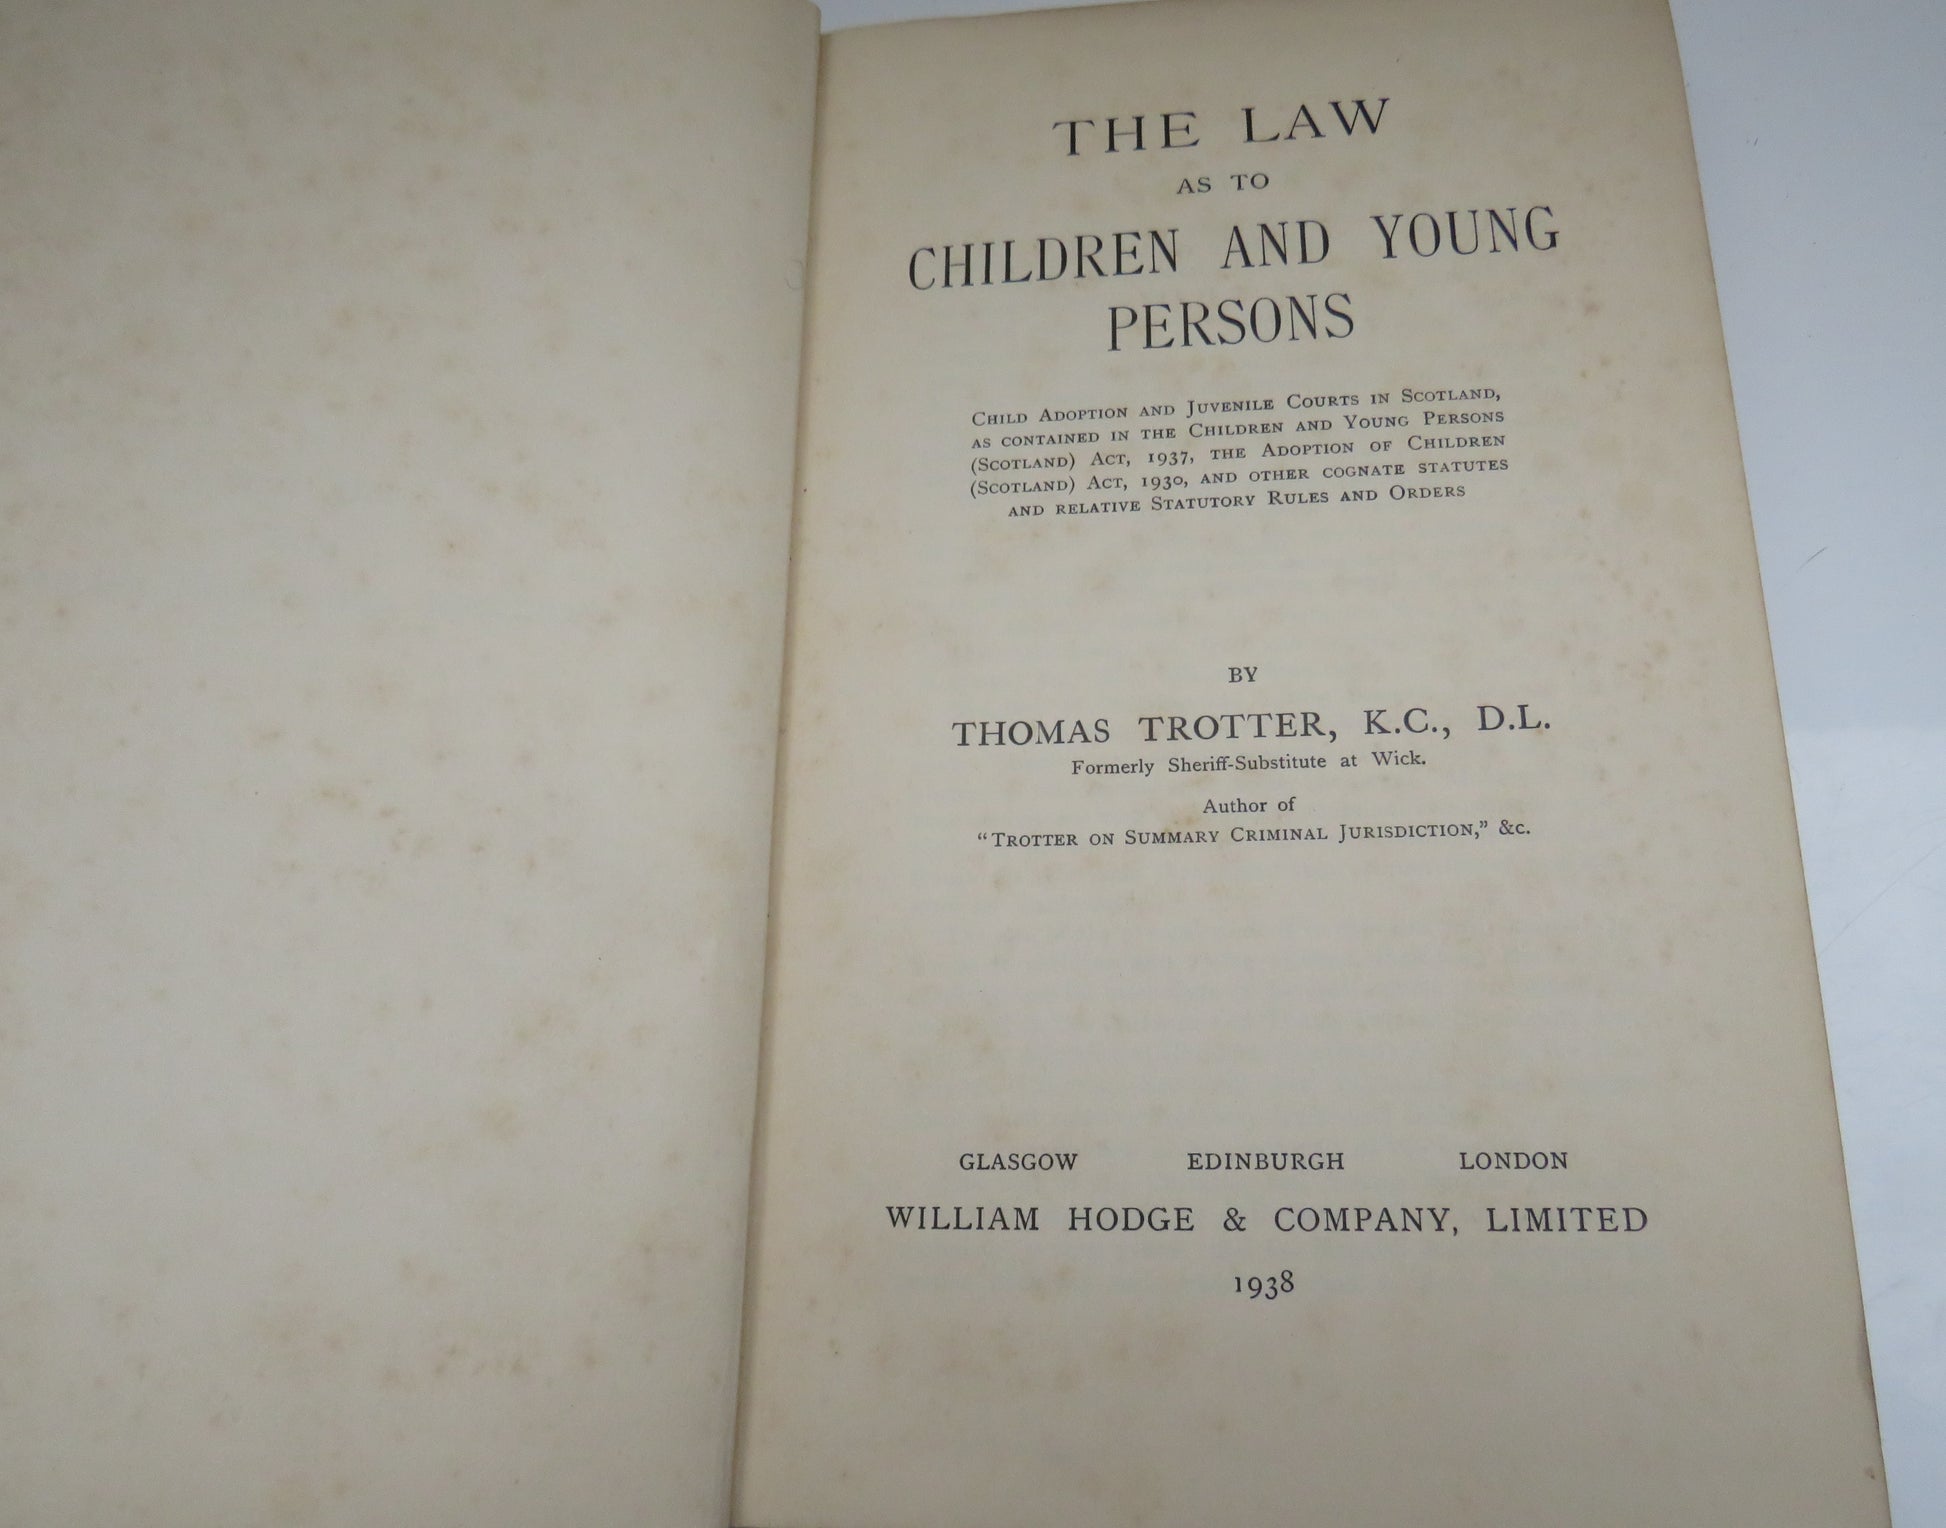 THE LAW
AS TO
CHILDREN AND YOUNG
PERSONS
CHILD ADOPTION AND JUVENILE COURTS IN SCOTLAND,
AS CONTAINED IN THE CHILDREN AND YOUNG PERSONS
(SCOTLAND) ACT, 1937, THE ADOPTION OF CHILDREN
(SCOTLAND) ACT, 1930, AND OTHER COGNATE STATUTES
AND RELATIVE STATUTORY RULES AND ORDERS
BY
THOMAS TROTTER, K.C., D.L.
Formerly Sheriff-Substitute at Wick.
Author of
"TROTTER ON SUMMARY CRIMINAL JURISDICTION," &c.
GLASGOW EDINBURGH LONDON
WILLIAM HODGE & COMPANY, LIMITED
1938